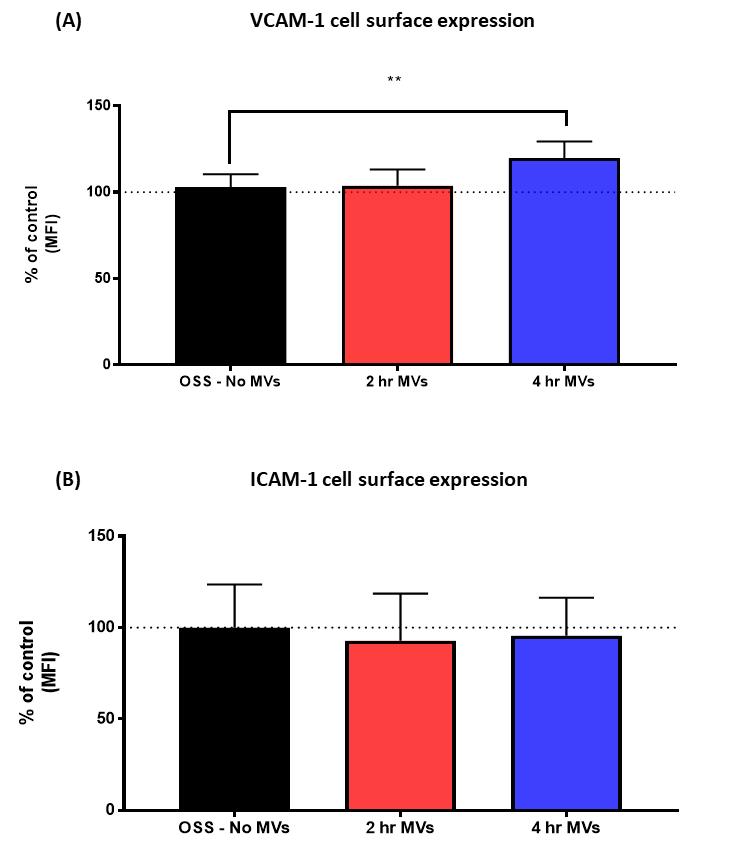 (A) VCAM-1 cell surface expression
**
150
100
50
0
% of control
(MFI)
OSS - No MVs 2 hr MVs 4 hr MVs
(B) ICAM-1 cell surface expression
150
100
50
0
% of control
(MFI)
OSS - No MVs 2 hr MVs 4 hr MVs